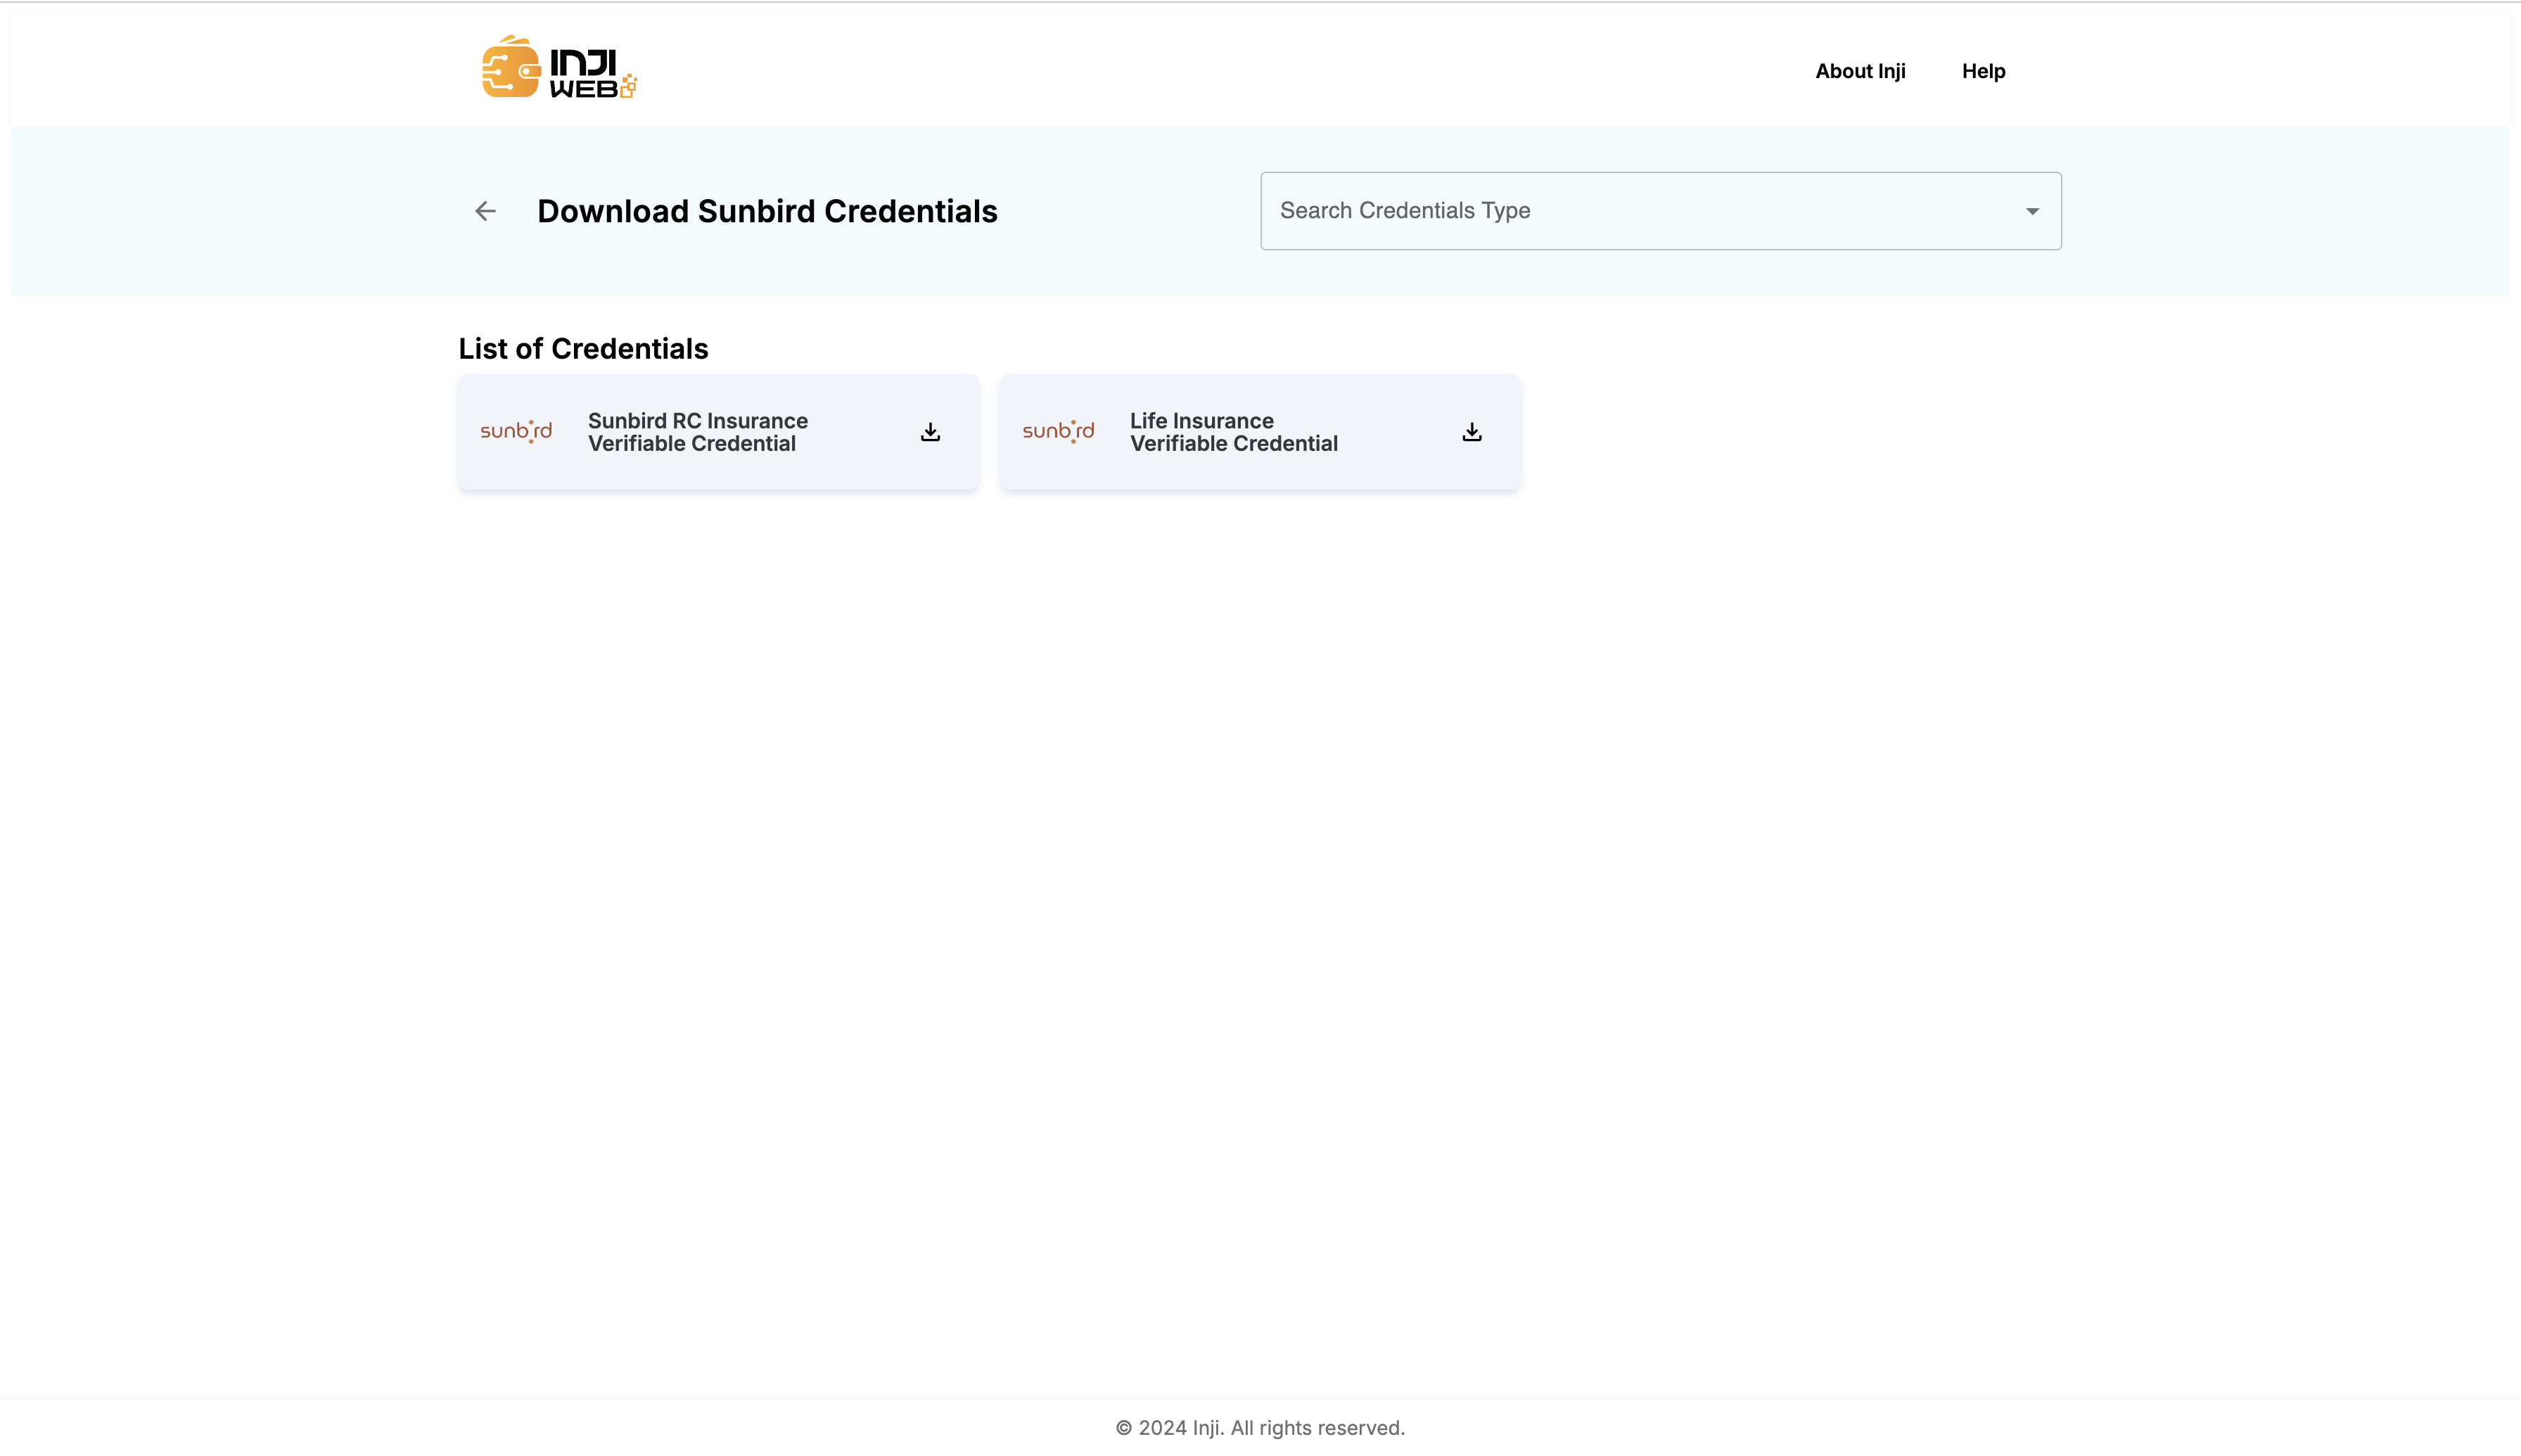 INJI
WEB
About Inji
Help
Download Sunbird Credentials
Search Credentials Type
List of Credentials
sunbird
Sunbird RC Insurance
Verifiable Credential
sunbird
Life Insurance
Verifiable Credential
© 2024 Inji. All rights reserved.